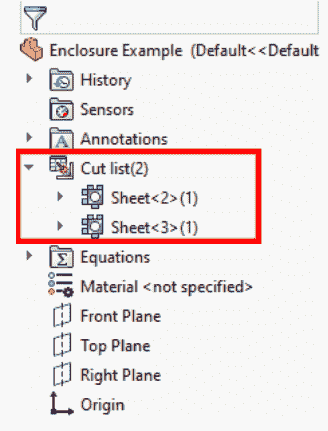 Enclosure Example (Default<<Default
History
Sensors
Annotations
Cut list(2)
Sheet<2>(1)
Sheet<3>(1)
Equations
Material <not specified>
Front Plane
Top Plane
Right Plane
Origin